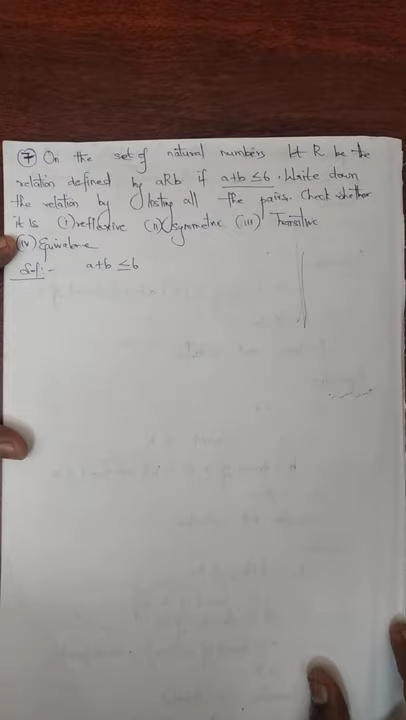 (7) On the set of natural numbers let R be the
relation defined by aRb if a+b ≤6. Write down
the relation by listing all the pairs. Check whether
it is (i) reflexive (ii) Symmetric (iii) Transitive
(iv) Equivalence
Sol:- a+b ≤6